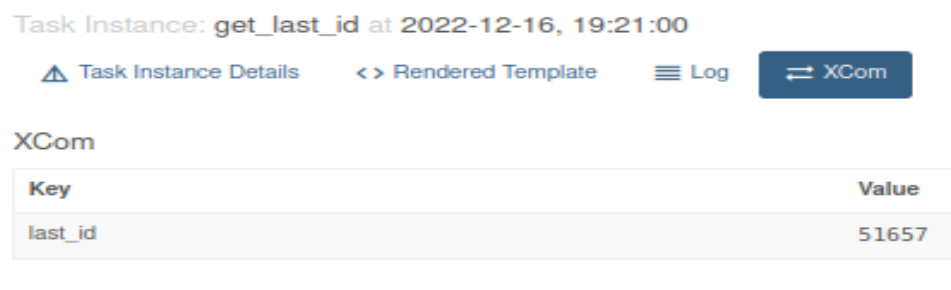 Task Instance: get_last_id at 2022-12-16, 19:21:00
Task Instance Details <> Rendered Template Log XCom
XCom
Key Value
last_id 51657